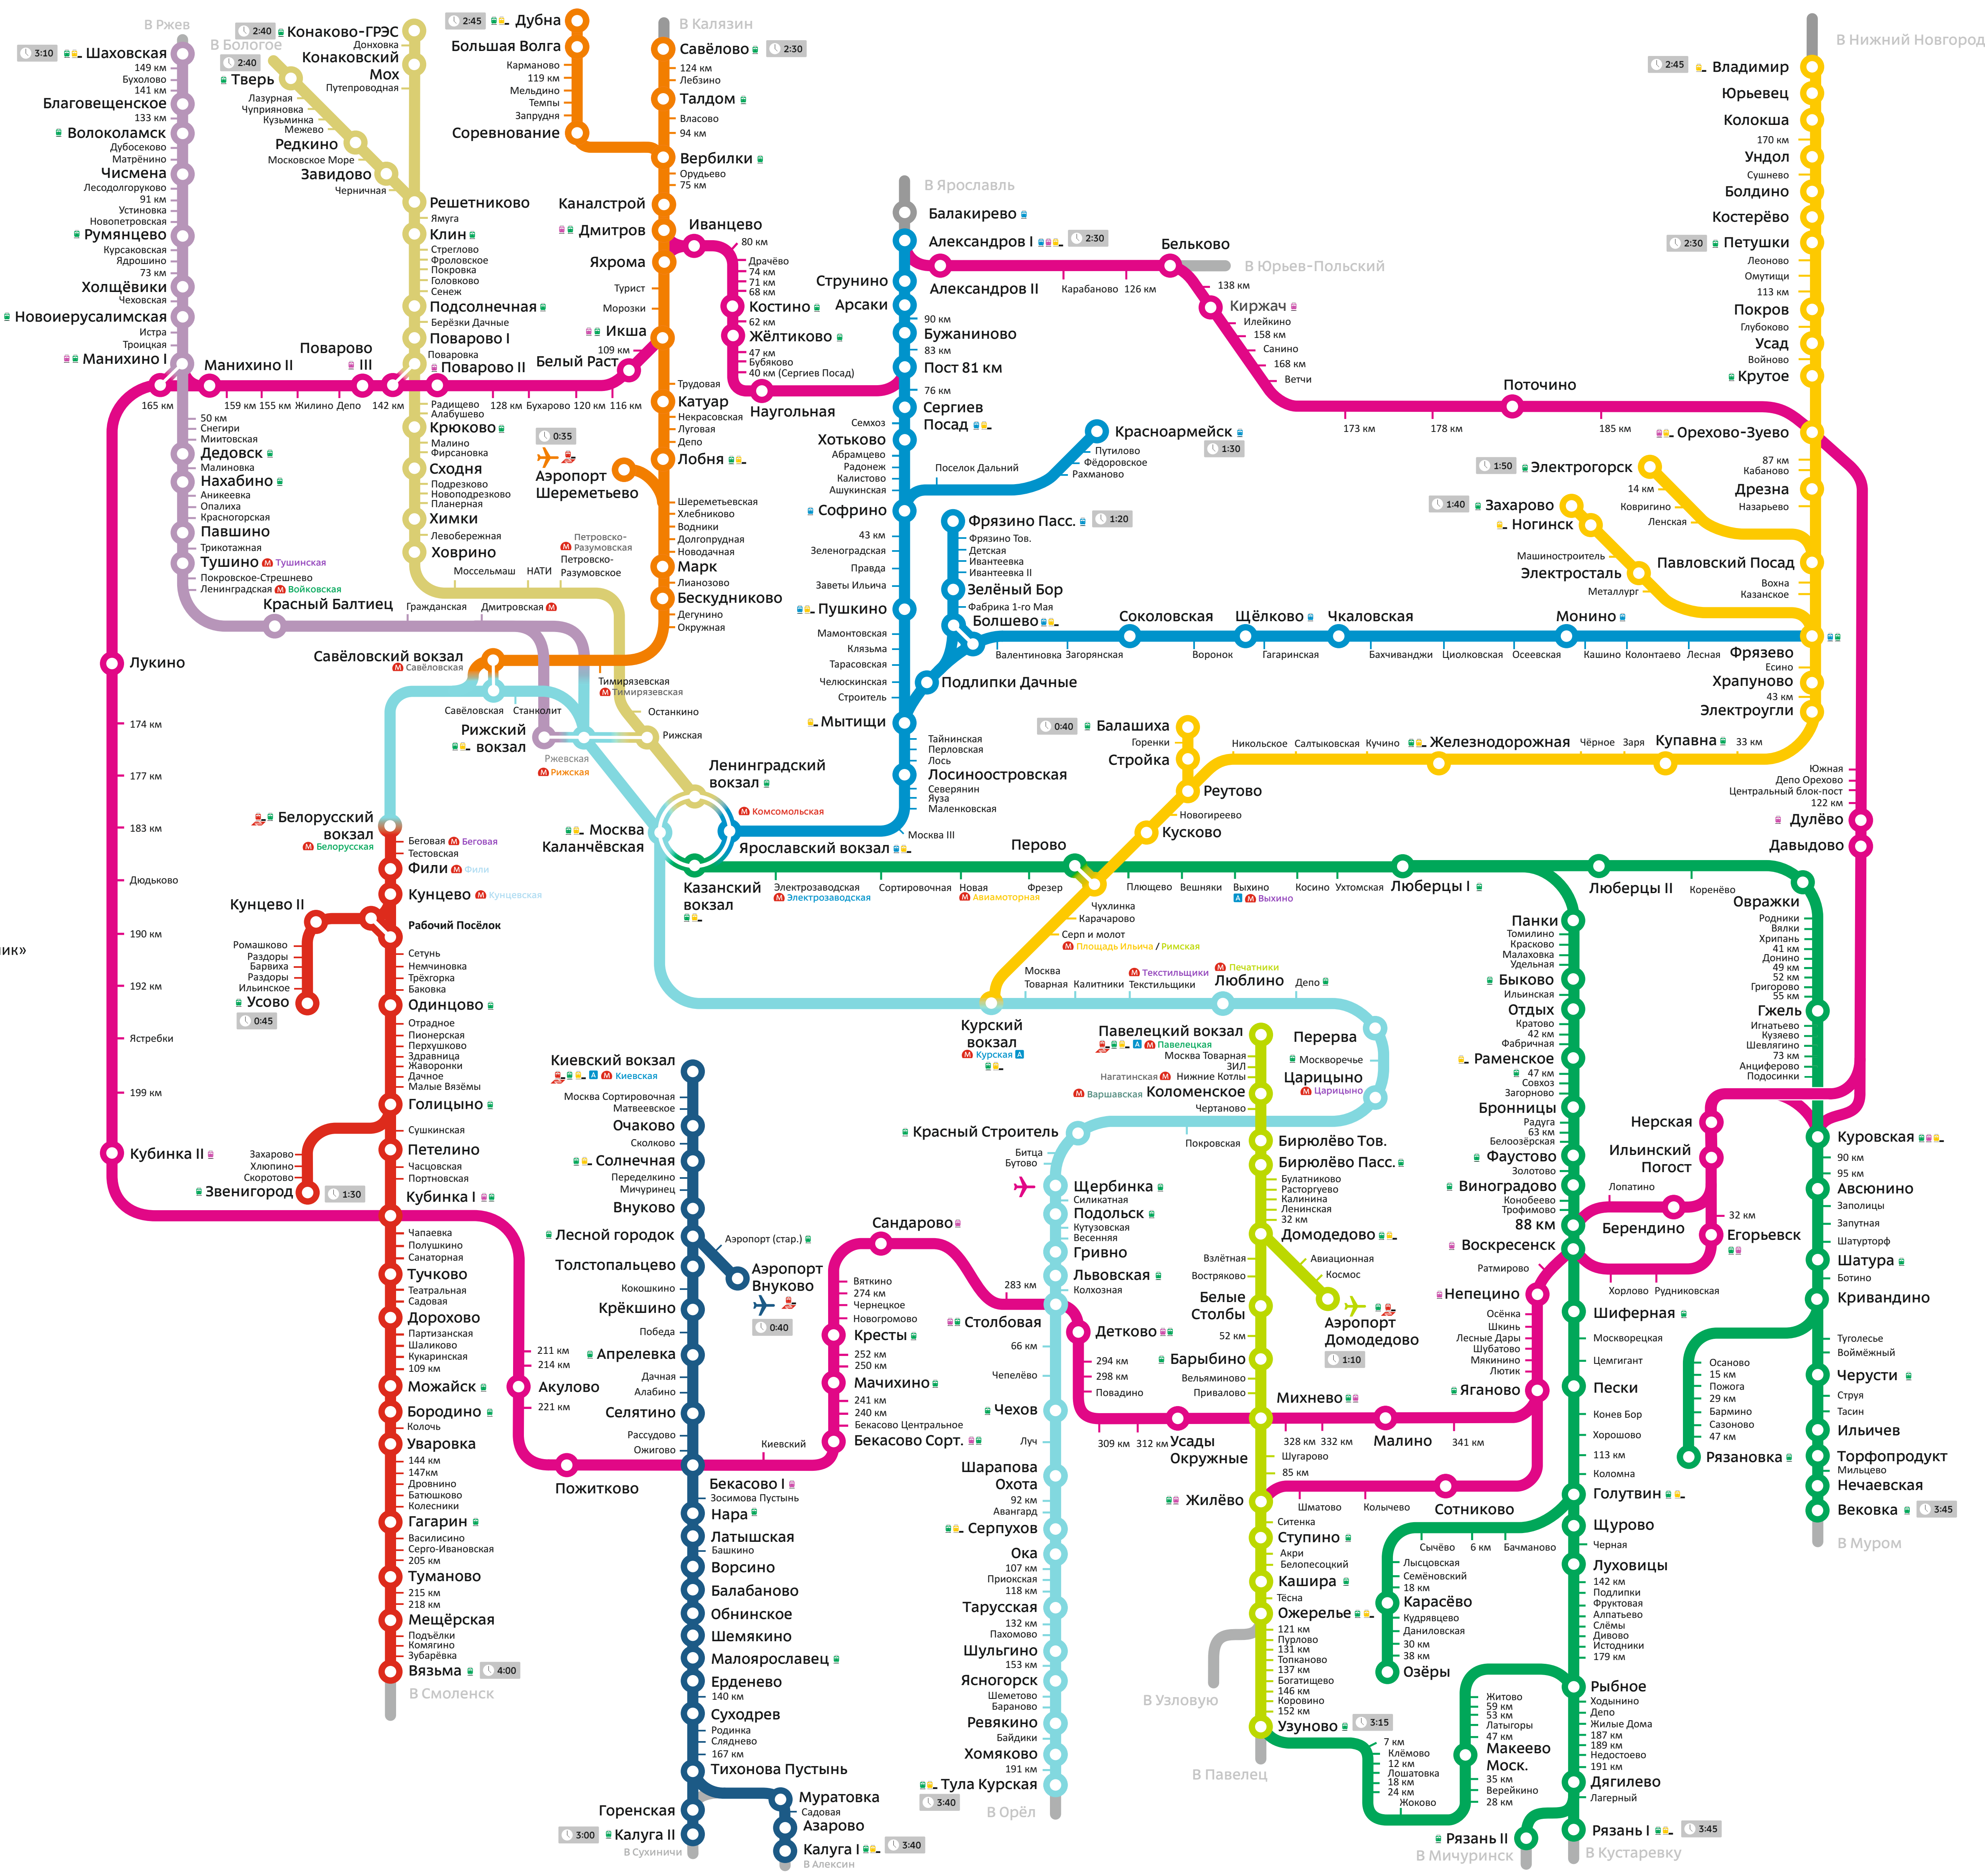 В Ржев
3:10 Шаховская
149 км
Бухолово
141 км
Благовещенское
133 км
Волоколамск
Дубосеково
Матрёнино
Чисмена
Лесодолгоруково
91 км
Устиновка
Новопетровская
Румянцево
Курсаковская
Ядрошино
73 км
Холщёвики
Чеховская
Новоиерусалимская
Истра
Троицкая
Манихино I
50 км
Снегири
Миитовская
Дедовск
Малиновка
Нахабино
Аникеевка
Опалиха
Красногорская
Павшино
Трикотажная
Тушино М Тушинская
Покровское-Стрешнево
Ленинградская М Войковская
Красный Балтиец
Гражданская
Дмитровская М
Рижский
вокзал
Ржевская
М Рижская
В Бологое
2:40
Тверь
Лазурная
Чуприяновка
Кузьминка
Межево
Редкино
Московское Море
Завидово
Черничная
2:40 Конаково-ГРЭС
Донховка
Конаковский
Мох
Путепроводная
Решетниково
Ямуга
Клин
Стреглово
Фроловское
Покровка
Головково
Сенеж
Подсолнечная
Берёзки Дачные
Поварово I
Поваровка
Поварово II
Радищево
Алабушево
Крюково
Малино
Фирсановка
Сходня
Подрезково
Новоподрезково
Планерная
Химки
Левобережная
Ховрино
Моссельмаш
НАТИ
Петровско-
М Разумовская
Петровско-
Разумовское
Останкино
Рижская
Ленинградский
вокзал
2:45 Дубна
Большая Волга
Карманово
119 км
Мельдино
Темпы
Запрудня
Соревнование
В Калязин
Савёлово 2:30
124 км
Лебзино
Талдом
Власово
94 км
Вербилки
Орудьево
75 км
Каналстрой
Дмитров
Яхрома
Турист
Морозки
Икша
Трудовая
Катуар
Некрасовская
Луговая
Депо
Лобня
0:35
Аэропорт
Шереметьево
Шереметьевская
Хлебниково
Водники
Долгопрудная
Новодачная
Марк
Лианозово
Бескудниково
Дегунино
Окружная
Тимирязевская
М Тимирязевская
Савёловский вокзал
М Савёловская
Савёловская
Станколит
Манихино II
Поварово
III
Белый Раст
109 км
165 км
159 км
155 км
Жилино
Депо
142 км
128 км
Бухарово
120 км
116 км
Иванцево
80 км
Драчёво
74 км
71 км
68 км
Костино
62 км
Жёлтиково
47 км
Бубяково
40 км (Сергиев Посад)
Наугольная
В Ярославль
Балакирево
Александров I 2:30
Александров II
Струнино
Арсаки
90 км
Бужаниново
83 км
Пост 81 км
76 км
Сергиев
Посад
Семхоз
Хотьково
Абрамцево
Радонеж
Калистово
Ашукинская
Софрино
43 км
Зеленоградская
Правда
Заветы Ильича
Пушкино
Мамонтовская
Клязьма
Тарасовская
Челюскинская
Строитель
Мытищи
Тайнинская
Перловская
Лось
Лосиноостровская
Северянин
Яуза
Маленковская
Москва III
М Комсомольская
Ярославский вокзал
Поселок Дальний
Красноармейск
1:30
Путилово
Фёдоровское
Рахманово
Фрязино Пасс. 1:20
Фрязино Тов.
Детская
Ивантеевка
Ивантеевка II
Зелёный Бор
Фабрика 1-го Мая
Болшево
Подлипки Дачные
Валентиновка
Загорянская
Соколовская
Воронок
Щёлково
Гагаринская
Чкаловская
Бахчиванджи
Циолковская
Осеевская
Монино
Кашино
Колонтаево
Лесная
Фрязево
Карабаново
126 км
Бельково
В Юрьев-Польский
138 км
Киржач
Илейкино
158 км
Санино
168 км
Ветчи
173 км
178 км
Поточино
185 км
В Нижний Новгород
2:45 Владимир
Юрьевец
Колокша
170 км
Ундол
Сушнево
Болдино
Костерёво
2:30 Петушки
Леоново
Омутищи
113 км
Покров
Глубоково
Усад
Войново
Крутое
Орехово-Зуево
87 км
Кабаново
Дрезна
Назарьево
1:50 Электрогорск
14 км
Ковригино
Ленская
Павловский Посад
Вохна
Казанское
1:40 Захарово
Ногинск
Машиностроитель
Электросталь
Металлург
Есино
Храпуново
43 км
Электроугли
33 км
Купавна
Заря
Чёрное
Железнодорожная
Кучино
Салтыковская
Никольское
0:40 Балашиха
Горенки
Стройка
Реутово
Новогиреево
Кусково
Чухлинка
Карачарово
Серп и молот
М Площадь Ильича / Римская
Южная
Депо Орехово
Центральный блок-пост
122 км
Дулёво
Давыдово
Лукино
174 км
177 км
183 км
Дюдьково
190 км
192 км
Ястребки
199 км
Кубинка II
ик»
Белорусский
вокзал
М Белорусская
Беговая М Беговая
Тестовская
Фили М Фили
Кунцево М Кунцевская
Рабочий Посёлок
Кунцево II
Ромашково
Раздоры
Барвиха
Раздоры
Ильинское
Усово
0:45
Сетунь
Немчиновка
Трёхгорка
Баковка
Одинцово
Отрадное
Пионерская
Перхушково
Здравница
Жаворонки
Дачное
Малые Вязёмы
Голицыно
Сушкинская
Захарово
Хлюпино
Скоротово
Звенигород 1:30
Петелино
Часцовская
Портновская
Кубинка I
Чапаевка
Полушкино
Санаторная
Тучково
Театральная
Садовая
Дорохово
Партизанская
Шаликово
Кукаринская
109 км
Можайск
Бородино
Колочь
Уваровка
144 км
147км
Дровнино
Батюшково
Колесники
Гагарин
Василисино
Серго-Ивановская
205 км
Туманово
215 км
218 км
Мещёрская
Подъёлки
Комягино
Зубарёвка
Вязьма 4:00
В Смоленск
211 км
214 км
Акулово
221 км
Пожитково
Киевский вокзал
М Киевская
Москва Сортировочная
Матвеевское
Очаково
Сколково
Солнечная
Переделкино
Мичуринец
Внуково
Лесной городок
Аэропорт (стар.)
Аэропорт
Внуково
0:40
Толстопальцево
Кокошкино
Крёкшино
Победа
Апрелевка
Дачная
Алабино
Селятино
Рассудово
Ожигово
Бекасово I
Зосимова Пустынь
Нара
Латышская
Башкино
Ворсино
Балабаново
Обнинское
Шемякино
Малоярославец
Ерденево
140 км
Суходрев
Родинка
Сляднево
167 км
Тихонова Пустынь
Горенская
3:00 Калуга II
В Сухиничи
Муратовка
Садовая
Азарово
Калуга I 3:40
В Алексин
Киевский
Сандарово
Вяткино
274 км
Чернецкое
Новогромово
Кресты
252 км
250 км
Мачихино
241 км
240 км
Бекасово Центральное
Бекасово Сорт.
283 км
Столбовая
Москва
Каланчёвская
Казанский
вокзал
Электрозаводская
М Электрозаводская
Сортировочная
Новая
М Авиамоторная
Фрезер
Перово
Плющево
Вешняки
Выхино
А М Выхино
Косино
Ухтомская
Люберцы I
Люберцы II
Коренёво
Овражки
Родники
Вялки
Хрипань
41 км
Донино
49 км
52 км
Григорово
55 км
Гжель
Игнатьево
Кузяево
Шевлягино
73 км
Анциферово
Подосинки
Куровская
90 км
95 км
Авсюнино
Заполицы
Запутная
Шатурторф
Шатура
Ботино
Кривандино
Туголесье
Воймёжный
Черусти
Струя
Тасин
Ильичев
Торфопродукт
Мильцево
Нечаевская
Вековка 3:45
В Муром
Осаново
15 км
Пожога
29 км
Бармино
Сазоново
47 км
Рязановка
Курский
вокзал
М Курская А
Москва
Товарная
Калитники
М Текстильщики
Текстильщики
М Печатники
Люблино
Депо
Перерва
Москворечье
Царицыно
М Царицыно
Покровская
Красный Строитель
Битца
Бутово
Щербинка
Силикатная
Подольск
Кутузовская
Весенняя
Гривно
Львовская
Колхозная
66 км
Чепелёво
Чехов
Луч
Шарапова
Охота
92 км
Авангард
Серпухов
Ока
107 км
Приокская
118 км
Тарусская
132 км
Пахомово
Шульгино
153 км
Ясногорск
Шеметово
Бараново
Ревякино
Байдики
Хомяково
191 км
Тула Курская
3:40
В Орёл
Павелецкий вокзал
А М Павелецкая
Москва Товарная
ЗИЛ
Нагатинская М Нижние Котлы
М Варшавская Коломенское
Чертаново
Бирюлёво Тов.
Бирюлёво Пасс.
Булатниково
Расторгуево
Калинина
Ленинская
32 км
Домодедово
Авиационная
Космос
Аэропорт
Домодедово
1:10
Взлётная
Востряково
Белые
Столбы
52 км
Барыбино
Вельяминово
Привалово
Михнево
Шугарово
85 км
Жилёво
Ситенка
Ступино
Акри
Белопесоцкий
Кашира
Тёсна
Ожерелье
121 км
Пурлово
131 км
Топканово
137 км
Богатищево
146 км
Коровино
152 км
Узуново 3:15
В Узловую
В Павелец
Детково
294 км
298 км
Повадино
309 км
312 км
Усады
Окружные
328 км
332 км
Малино
341 км
Яганово
Лютик
Мякинино
Шубатово
Лесные Дары
Шкинь
Осёнка
Непецино
Ратмирово
Шматово
Колычево
Сотниково
Панки
Томилино
Красково
Малаховка
Удельная
Быково
Ильинская
Отдых
Кратово
42 км
Фабричная
Раменское
47 км
Совхоз
Загорново
Бронницы
Радуга
63 км
Белоозёрская
Фаустово
Золотово
Виноградово
Конобеево
Трофимово
88 км
Воскресенск
Шиферная
Москворецкая
Цемгигант
Пески
Конев Бор
Хорошово
113 км
Коломна
Голутвин
Щурово
Черная
Луховицы
142 км
Подлипки
Фруктовая
Алпатьево
Слёмы
Дивово
Истодники
179 км
Рыбное
Ходынино
Депо
Жилые Дома
187 км
189 км
Недостоево
191 км
Дягилево
Лагерный
Рязань I 3:45
В Кустаревку
Рязань II
В Мичуринск
Сычёво
6 км
Бачманово
Лысцовская
Семёновский
18 км
Карасёво
Кудрявцево
Даниловская
30 км
38 км
Озёры
Житово
59 км
53 км
Латыгоры
47 км
Макеево
Моск.
35 км
Верейкино
28 км
7 км
Клёмово
12 км
Лошатовка
18 км
24 км
Жоково
Нерская
Ильинский
Погост
Лопатино
Берендино
32 км
Егорьевск
Хорлово
Рудниковская